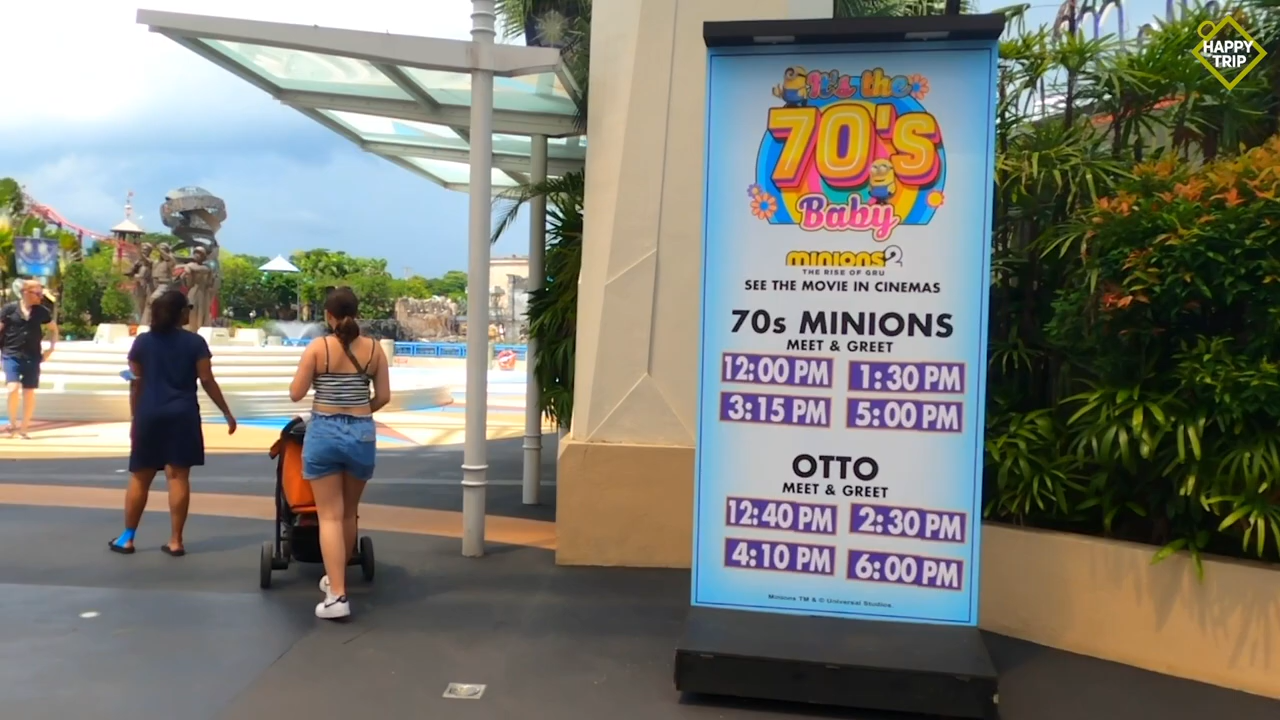 HAPPY
TRIP
It's the
70's
Baby
MINIONS 2
THE RISE OF GRU
SEE THE MOVIE IN CINEMAS
70s MINIONS
MEET & GREET
12:00 PM 1:30 PM
3:15 PM 5:00 PM
OTTO
MEET & GREET
12:40 PM 2:30 PM
4:10 PM 6:00 PM
Minions TM & © Universal Studios